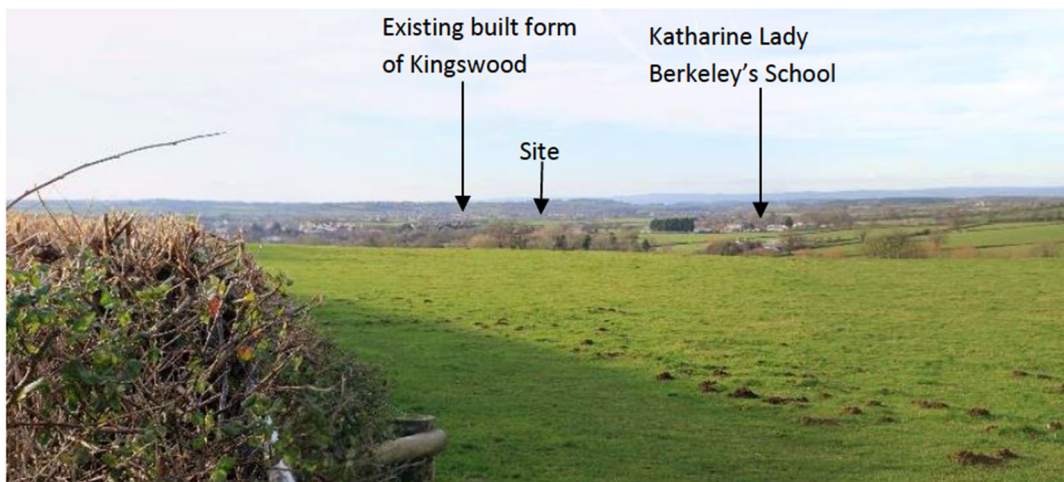 Existing built form
of Kingswood
Site
Katharine Lady
Berkeley's School